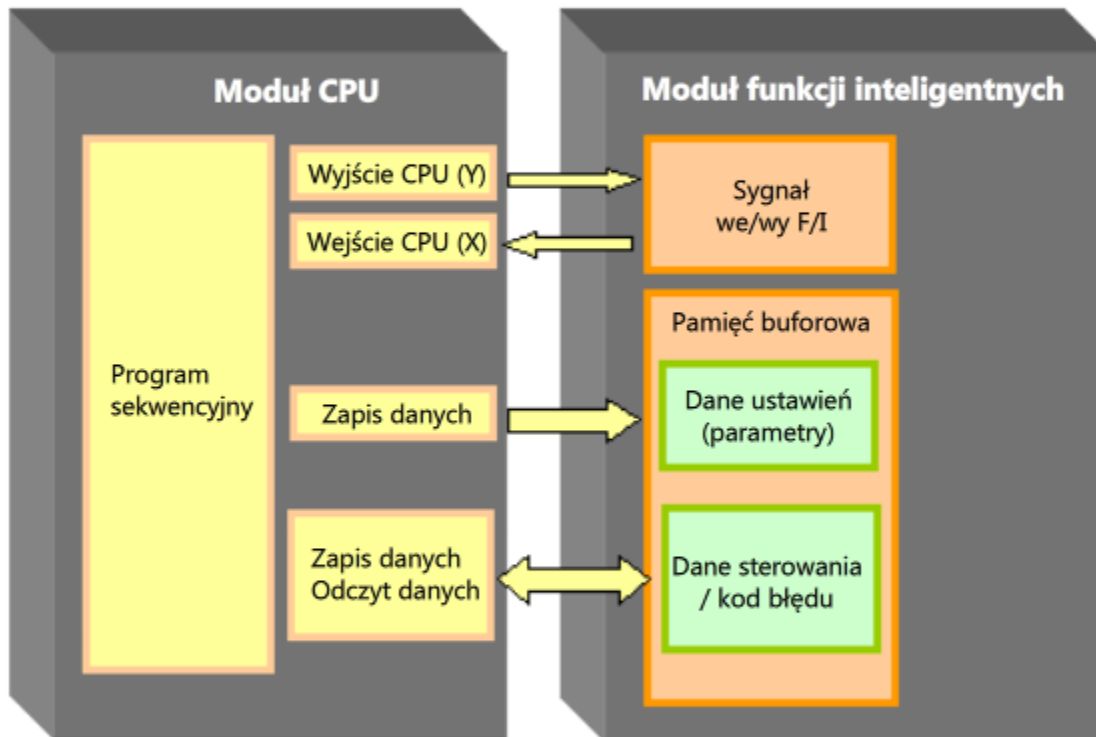 Moduł CPU
Program
sekwencyjny
Wyjście CPU (Y)
Wejście CPU (X)
Zapis danych
Zapis danych
Odczyt danych
Moduł funkcji inteligentnych
Sygnał
we/wy F/I
Pamięć buforowa
Dane ustawień
(parametry)
Dane sterowania
/ kod błędu